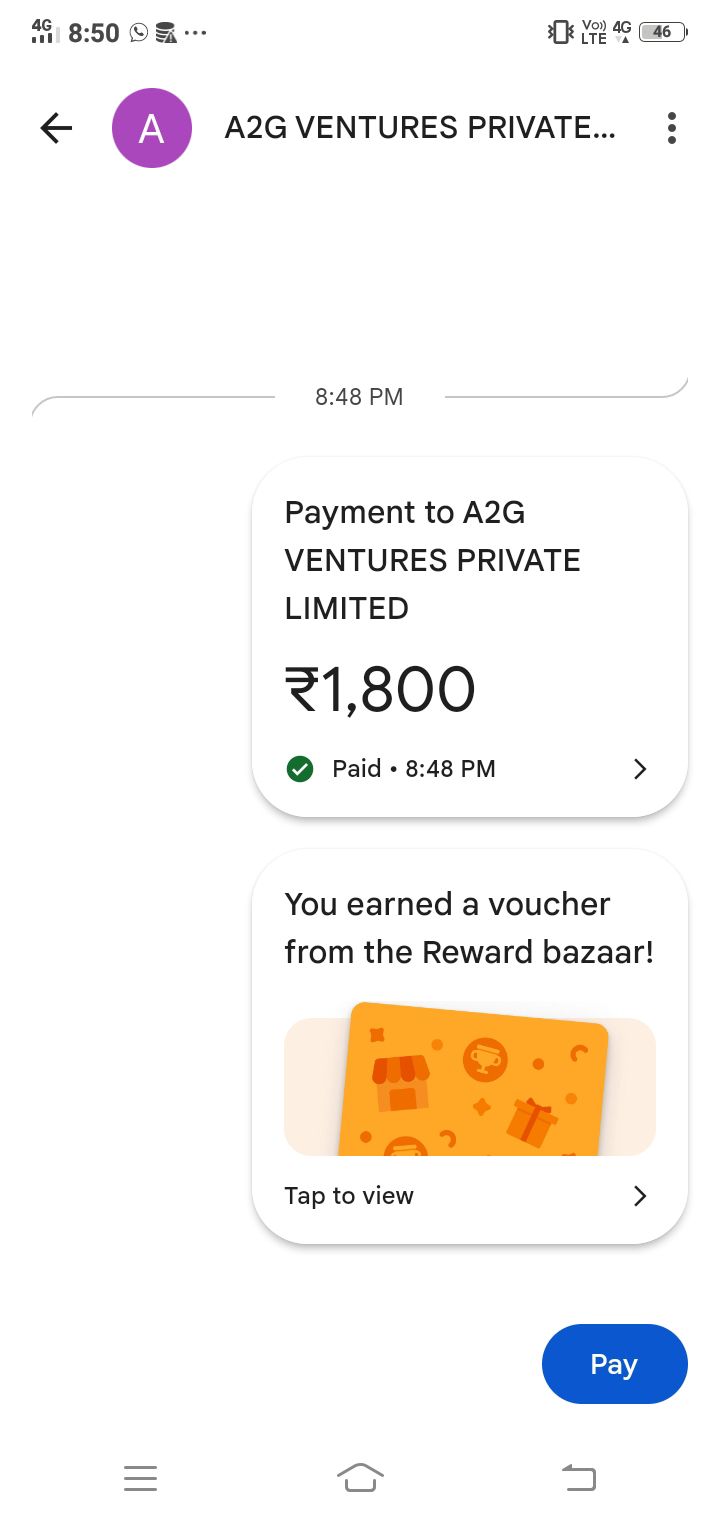 4G 8:50 ... Vo)) LTE 4G 46
A A2G VENTURES PRIVATE...
8:48 PM
Payment to A2G
VENTURES PRIVATE
LIMITED
₹1,800
Paid • 8:48 PM
You earned a voucher
from the Reward bazaar!
Tap to view
Pay